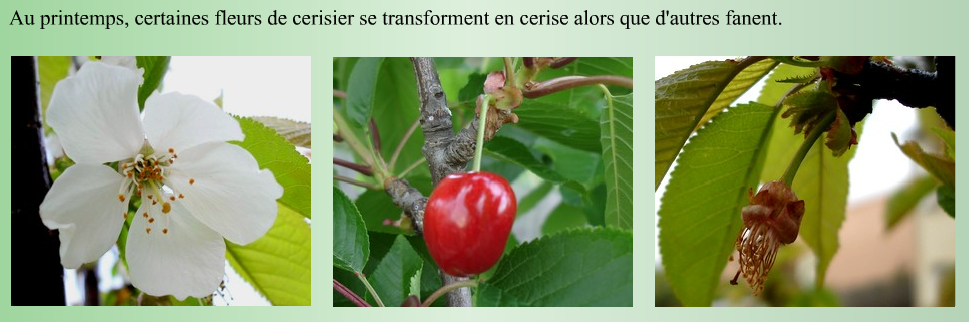 Au printemps, certaines fleurs de cerisier se transforment en cerise alors que d'autres fanent.